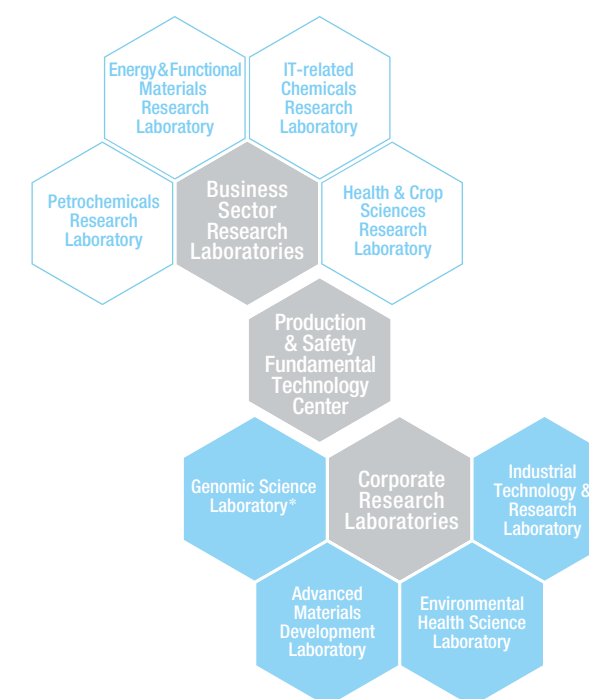 Energy&Functional
Materials
Research
Laboratory
IT-related
Chemicals
Research
Laboratory
Petrochemicals
Research
Laboratory
Business
Sector
Research
Laboratories
Health & Crop
Sciences
Research
Laboratory
Production
& Safety
Fundamental
Technology
Center
Genomic Science
Laboratory*
Corporate
Research
Laboratories
Industrial
Technology &
Research
Laboratory
Advanced
Materials
Development
Laboratory
Environmental
Health Science
Laboratory